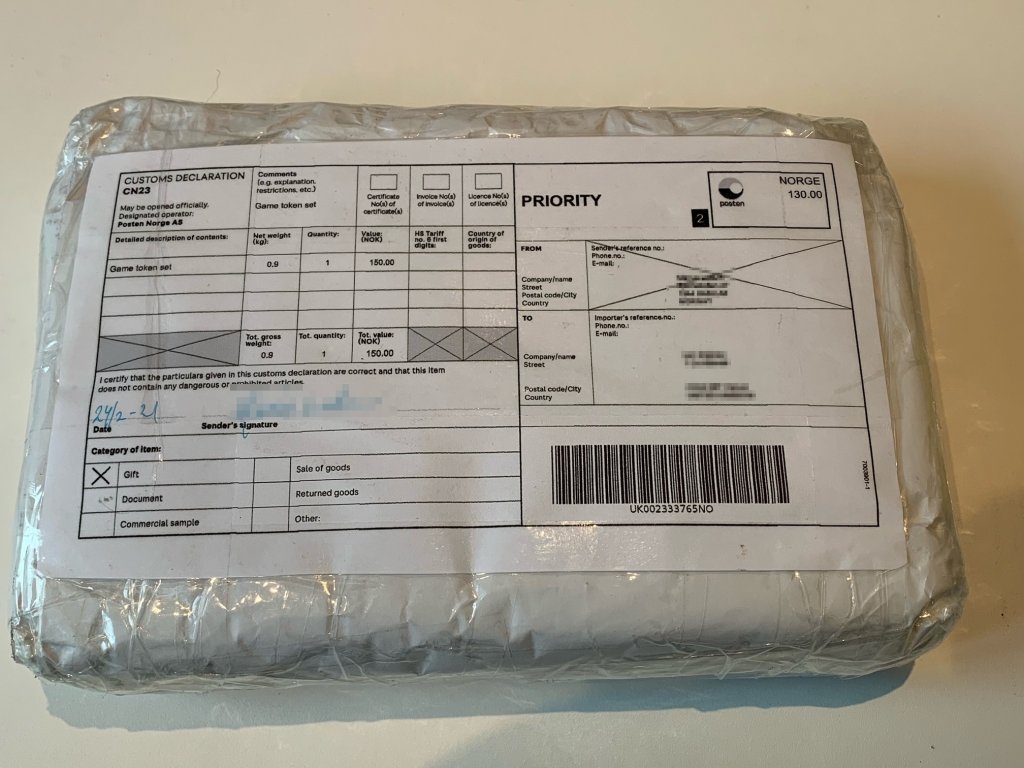 CUSTOMS DECLARATION
CN23
May be opened officially.
Designated operator:
Posten Norge AS
Comments
(e.g. explanation,
restrictions, etc.)
Game token set
Certificate
No(s) of
certificate(s)
Invoice No(s)
of invoice(s)
Licence No(s)
of licence(s)
Detailed description of contents:
Net weight
(kg):
Quantity:
Value:
(NOK)
HS Tariff
no. 6 first
digits:
Country of
origin of
goods:
Game token set
0.9
1
150.00
Tot. gross
weight:
0.9
Tot. quantity:
1
Tot. value:
(NOK)
150.00
I certify that the particulars given in this customs declaration are correct and that this item
does not contain any dangerous or prohibited articles.
24/2-21
Date
Sender's signature
Category of item:
Gift
Sale of goods
Document
Returned goods
Commercial sample
Other:
PRIORITY
2
posten
NORGE
130.00
FROM
Sender's reference no.:
Phone.no.:
E-mail:
Company/name
Street
Postal code/City
Country
TO
Importer's reference.no.:
Phone.no.:
E-mail:
Company/name
Street
Postal code/City
Country
UK002333765NO